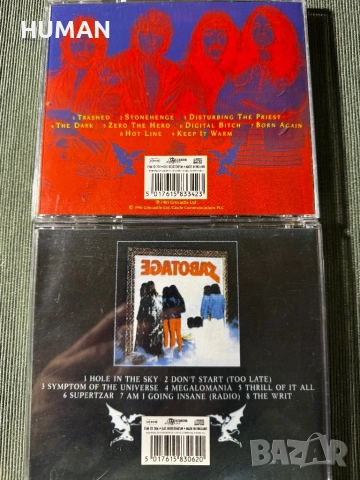 HUMAN
1 TRASHED 2 STONEHENGE 3 DISTURBING THE PRIEST
4 THE DARK 5 ZERO THE HERO 6 DIGITAL BITCH 7 BORN AGAIN
8 HOT LINE 9 KEEP IT WARM
5 017615 833423
SABOTAGE
1 HOLE IN THE SKY 2 DON'T START (TOO LATE)
3 SYMPTOM OF THE UNIVERSE 4 MEGALOMANIA 5 THRILL OF IT ALL
6 SUPERTZAR 7 AM I GOING INSANE (RADIO) 8 THE WRIT
5 017615 830620
bazar
BG